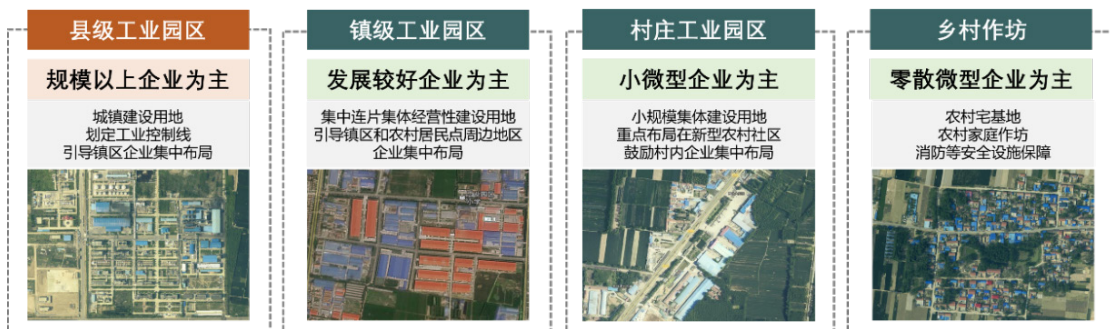 县级工业园区
规模以上企业为主
城镇建设用地
划定工业控制线
引导镇区企业集中布局
镇级工业园区
发展较好企业为主
集中连片集体经营性建设用地
引导镇区和农村居民点周边地区
企业集中布局
村庄工业园区
小微型企业为主
小规模集体建设用地
重点布局在新型农村社区
鼓励村内企业集中布局
乡村作坊
零散微型企业为主
农村宅基地
农村家庭作坊
消防等安全设施保障